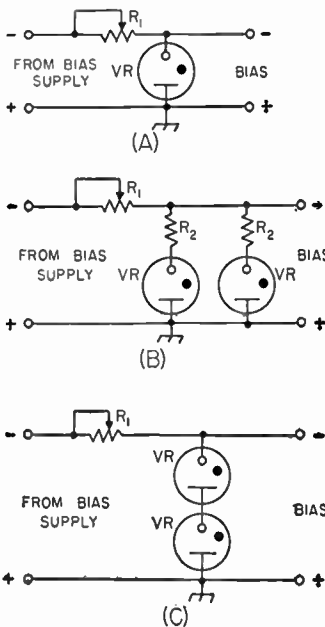 R1
- -
FROM BIAS VR BIAS
SUPPLY
+ +
(A)
- -
R1
R2 R2
FROM BIAS
SUPPLY VR VR BIAS
+ +
(B)
- -
R1
VR
FROM BIAS BIAS
SUPPLY VR
+ +
(C)